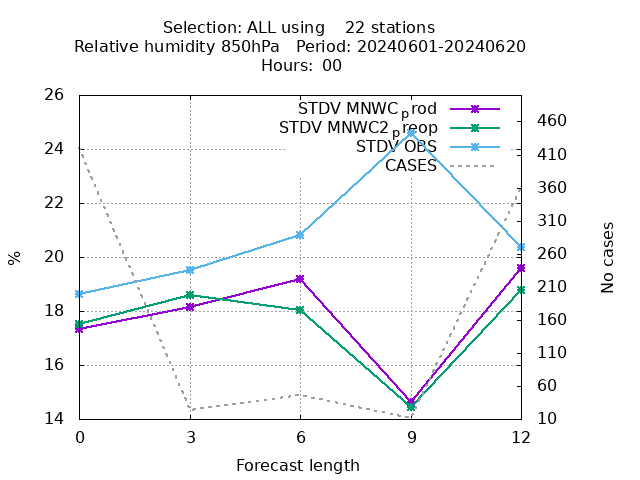 Selection: ALL using    22 stations
Relative humidity 850hPa   Period: 20240601-20240620
Hours: 00
STDV MNWC_prod
STDV MNWC2_preop
STDV OBS
CASES
26
24
22
20
18
16
14
%
460
410
360
310
260
210
160
110
60
10
No cases
0 3 6 9 12
Forecast length